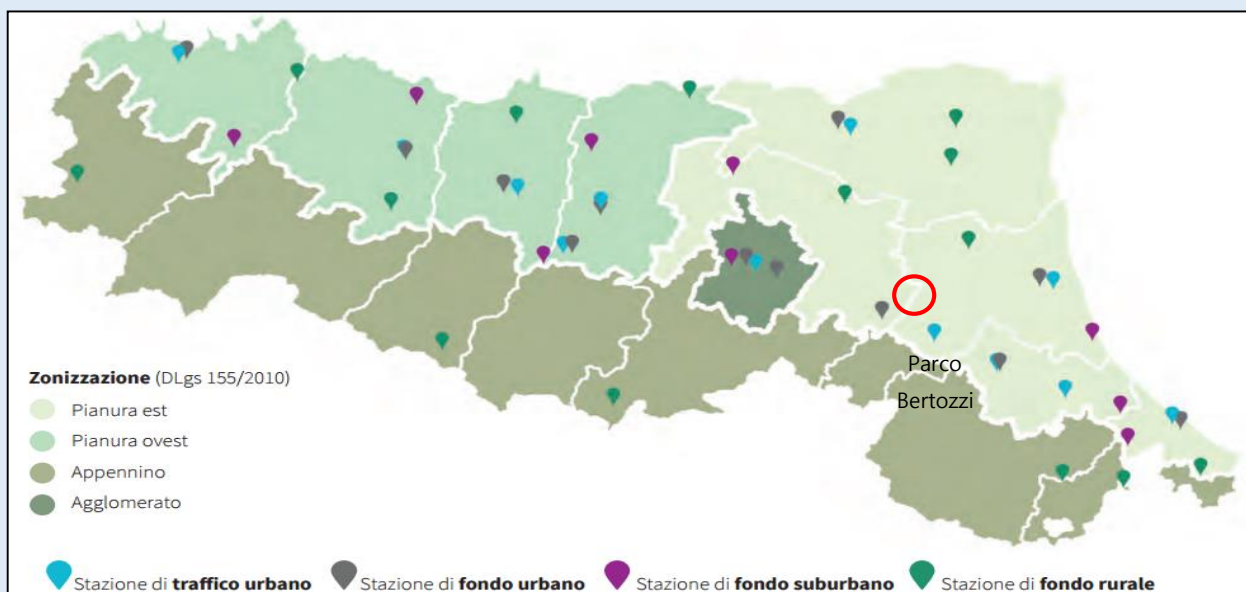 Parco
Bertozzi
Zonizzazione (DLgs 155/2010)
Pianura est
Pianura ovest
Appennino
Agglomerato
Stazione di traffico urbano
Stazione di fondo urbano
Stazione di fondo suburbano
Stazione di fondo rurale